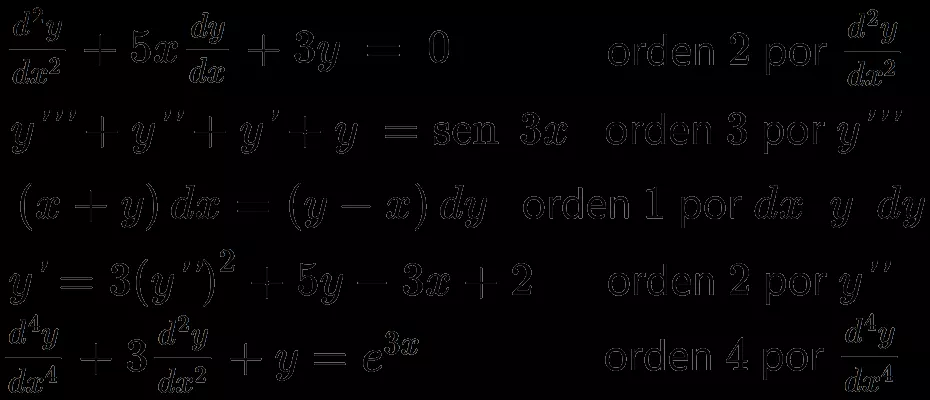 d²y/dx² + 5x dy/dx + 3y = 0 orden 2 por d²y/dx²
y''' + y'' + y' + y = sen 3x orden 3 por y'''
(x + y) dx = (y − x) dy orden 1 por dx y dy
y' = 3(y'')² + 5y − 3x + 2 orden 2 por y''
d⁴y/dx⁴ + 3 d²y/dx² + y = e³ˣ orden 4 por d⁴y/dx⁴